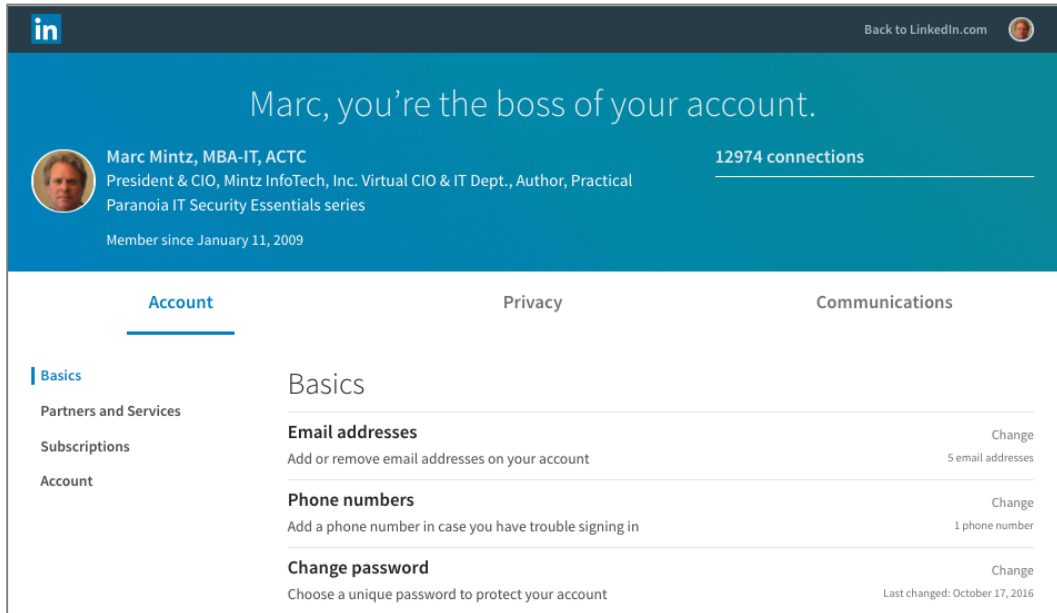 in
Back to LinkedIn.com
Marc, you’re the boss of your account.
Marc Mintz, MBA-IT, ACTC
President & CIO, Mintz InfoTech, Inc. Virtual CIO & IT Dept., Author, Practical
Paranoia IT Security Essentials series
Member since January 11, 2009
12974 connections
Account
Privacy
Communications
Basics
Partners and Services
Subscriptions
Account
Basics
Email addresses
Change
Add or remove email addresses on your account
5 email addresses
Phone numbers
Change
Add a phone number in case you have trouble signing in
1 phone number
Change password
Change
Choose a unique password to protect your account
Last changed: October 17, 2016